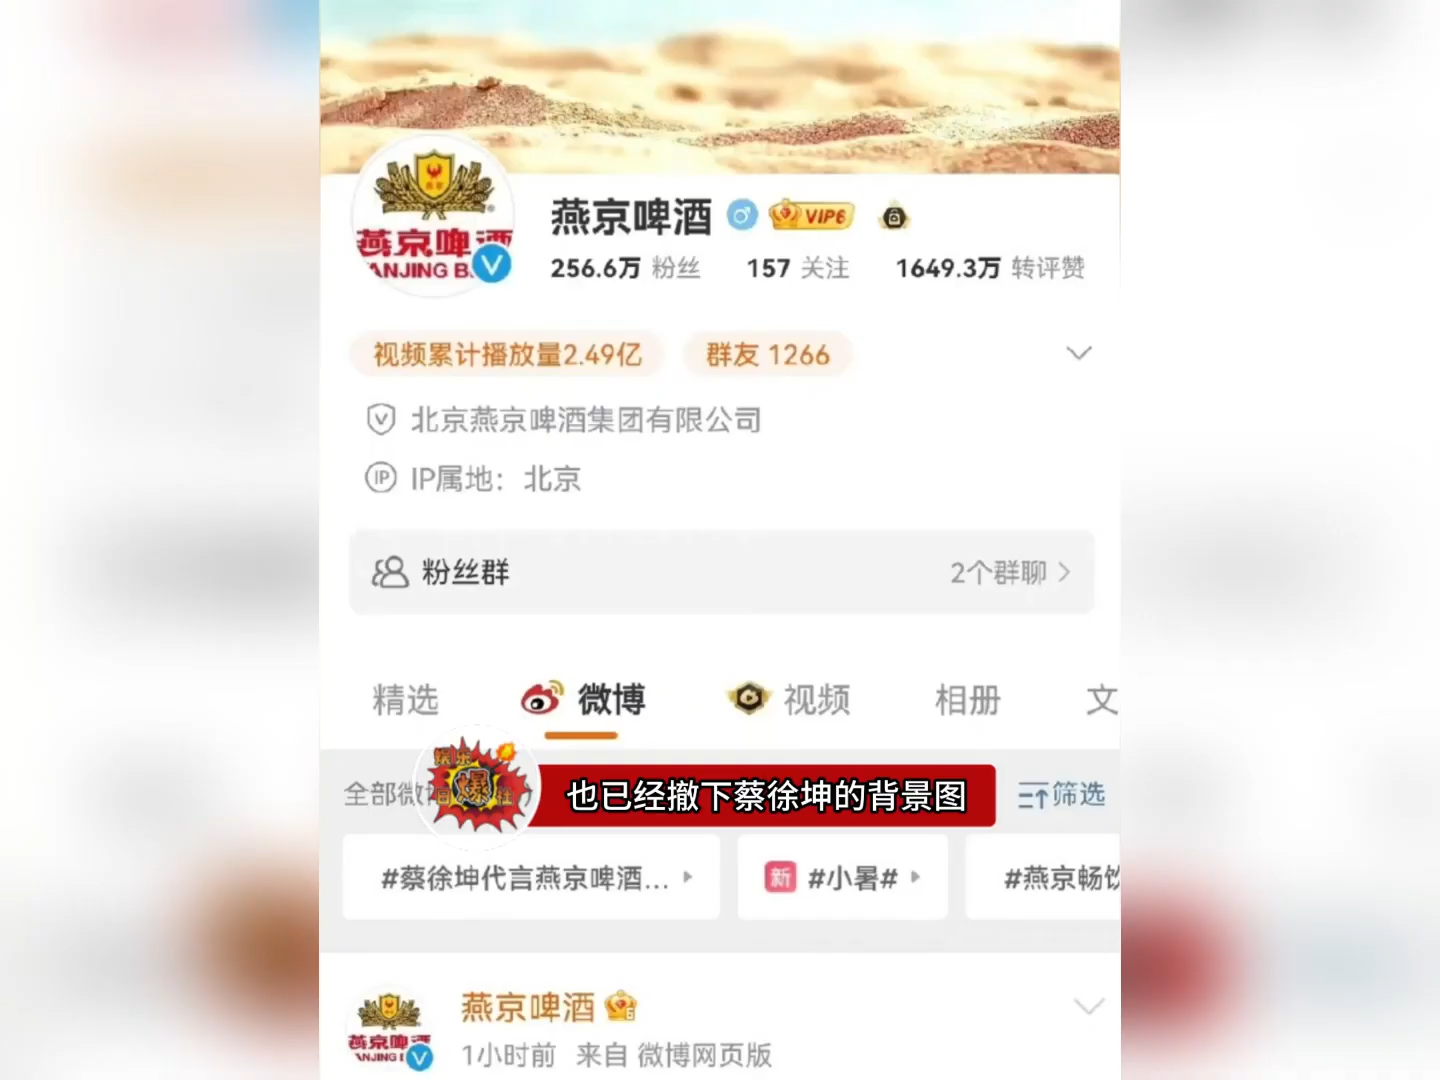 燕京啤酒
ANJING B
燕京啤酒 VIP6
256.6万 粉丝 157 关注 1649.3万 转评赞
视频累计播放量2.49亿 群友 1266
北京燕京啤酒集团有限公司
IP IP属地：北京
粉丝群 2个群聊
精选 微博 视频 相册 文
全部微
娱乐
爆
也已经撤下蔡徐坤的背景图
筛选
#蔡徐坤代言燕京啤酒... 新 #小暑# #燕京畅饮
燕京啤酒
燕京啤酒
1小时前 来自 微博网页版